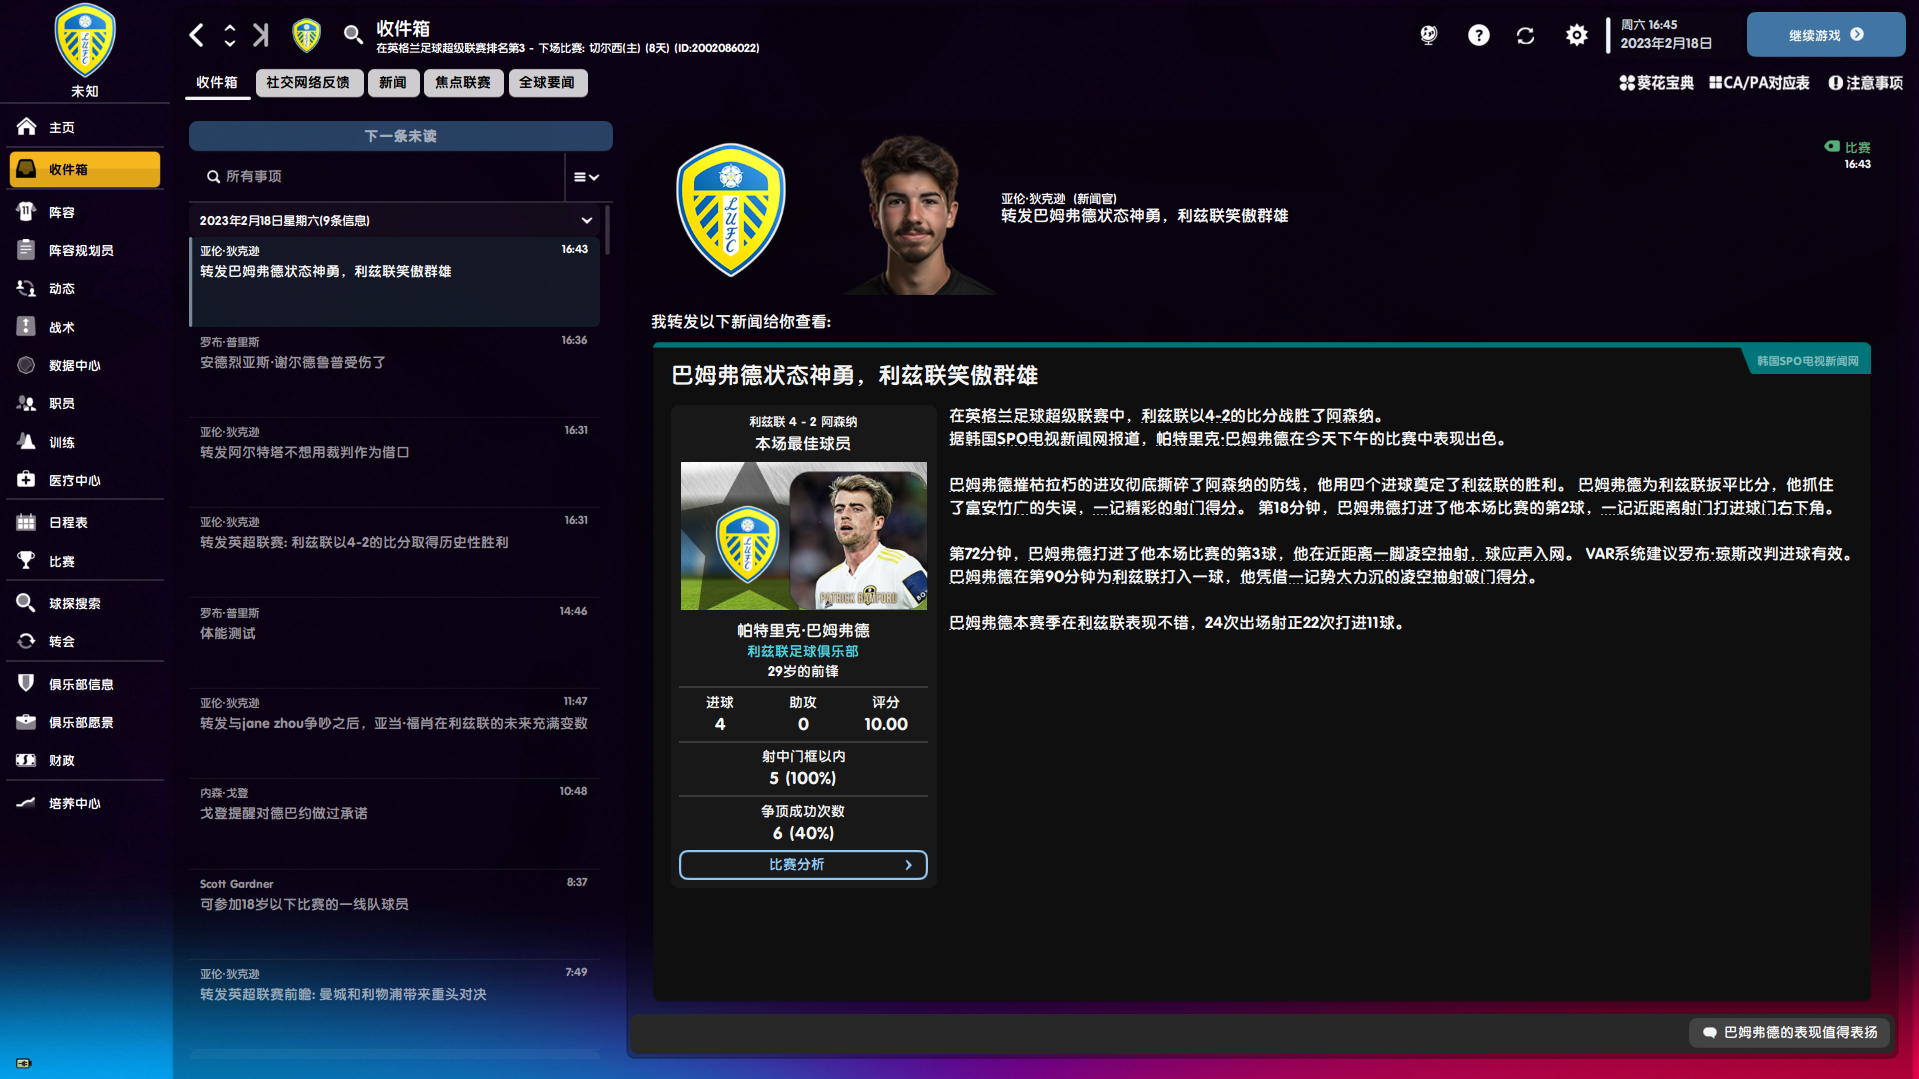 未知
主页
收件箱
阵容
阵容规划员
动态
战术
数据中心
职员
训练
医疗中心
日程表
比赛
球探搜索
转会
俱乐部信息
俱乐部愿景
财政
培养中心
收件箱
在英格兰足球超级联赛排名第3 - 下场比赛: 切尔西(主) (8天) (ID:2002086022)
周六 16:45
2023年2月18日
继续游戏
收件箱
社交网络反馈
新闻
焦点联赛
全球要闻
葵花宝典
CA/PA对应表
注意事项
下一条未读
所有事项
2023年2月18日星期六(9条信息)
亚伦·狄克逊 16:43
转发巴姆弗德状态神勇，利兹联笑傲群雄
罗布·普里斯 16:36
安德烈亚斯·谢尔德鲁普受伤了
亚伦·狄克逊 16:31
转发阿尔特塔不想用裁判作为借口
亚伦·狄克逊 16:31
转发英超联赛: 利兹联以4-2的比分取得历史性胜利
罗布·普里斯 14:46
体能测试
亚伦·狄克逊 11:47
转发与jane zhou争吵之后，亚当·福肖在利兹联的未来充满变数
内森·戈登 10:48
戈登提醒对德巴约做过承诺
Scott Gardner 8:37
可参加18岁以下比赛的一线队球员
亚伦·狄克逊 7:49
转发英超联赛前瞻: 曼城和利物浦带来重头对决
LUFC
亚伦·狄克逊 (新闻官)
转发巴姆弗德状态神勇，利兹联笑傲群雄
比赛
16:43
我转发以下新闻给你查看:
韩国SPO电视新闻网
巴姆弗德状态神勇，利兹联笑傲群雄
利兹联 4 - 2 阿森纳
本场最佳球员
PATRICK BAMFORD
帕特里克·巴姆弗德
利兹联足球俱乐部
29岁的前锋
进球 助攻 评分
4 0 10.00
射中门框以内
5 (100%)
争顶成功次数
6 (40%)
比赛分析
在英格兰足球超级联赛中，利兹联以4-2的比分战胜了阿森纳。
据韩国SPO电视新闻网报道，帕特里克·巴姆弗德在今天下午的比赛中表现出色。
巴姆弗德摧枯拉朽的进攻彻底撕碎了阿森纳的防线，他用四个进球奠定了利兹联的胜利。 巴姆弗德为利兹联扳平比分，他抓住
了富安竹广的失误，一记精彩的射门得分。 第18分钟，巴姆弗德打进了他本场比赛的第2球，一记近距离射门打进球门右下角。
第72分钟，巴姆弗德打进了他本场比赛的第3球，他在近距离一脚凌空抽射，球应声入网。 VAR系统建议罗布·琼斯改判进球有效。
巴姆弗德在第90分钟为利兹联打入一球，他凭借一记势大力沉的凌空抽射破门得分。
巴姆弗德本赛季在利兹联表现不错，24次出场射正22次打进11球。
巴姆弗德的表现值得表扬